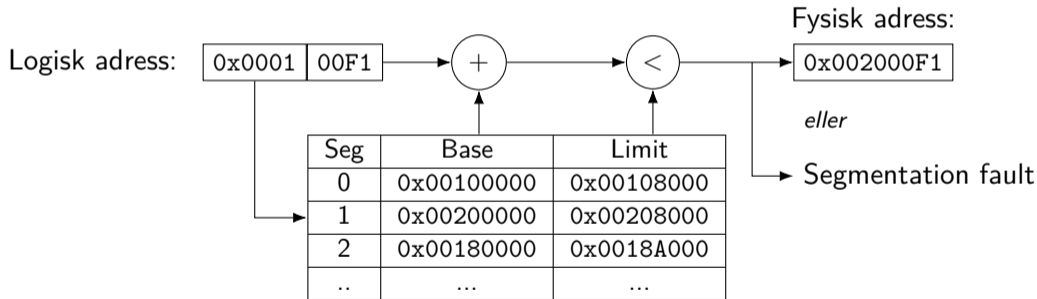 Fysisk adress:
Logisk adress: 0x0001 00F1 + < 0x002000F1
eller
Seg Base Limit
Segmentation fault
0 0x00100000 0x00108000
1 0x00200000 0x00208000
2 0x00180000 0x0018A000
.. ... ...